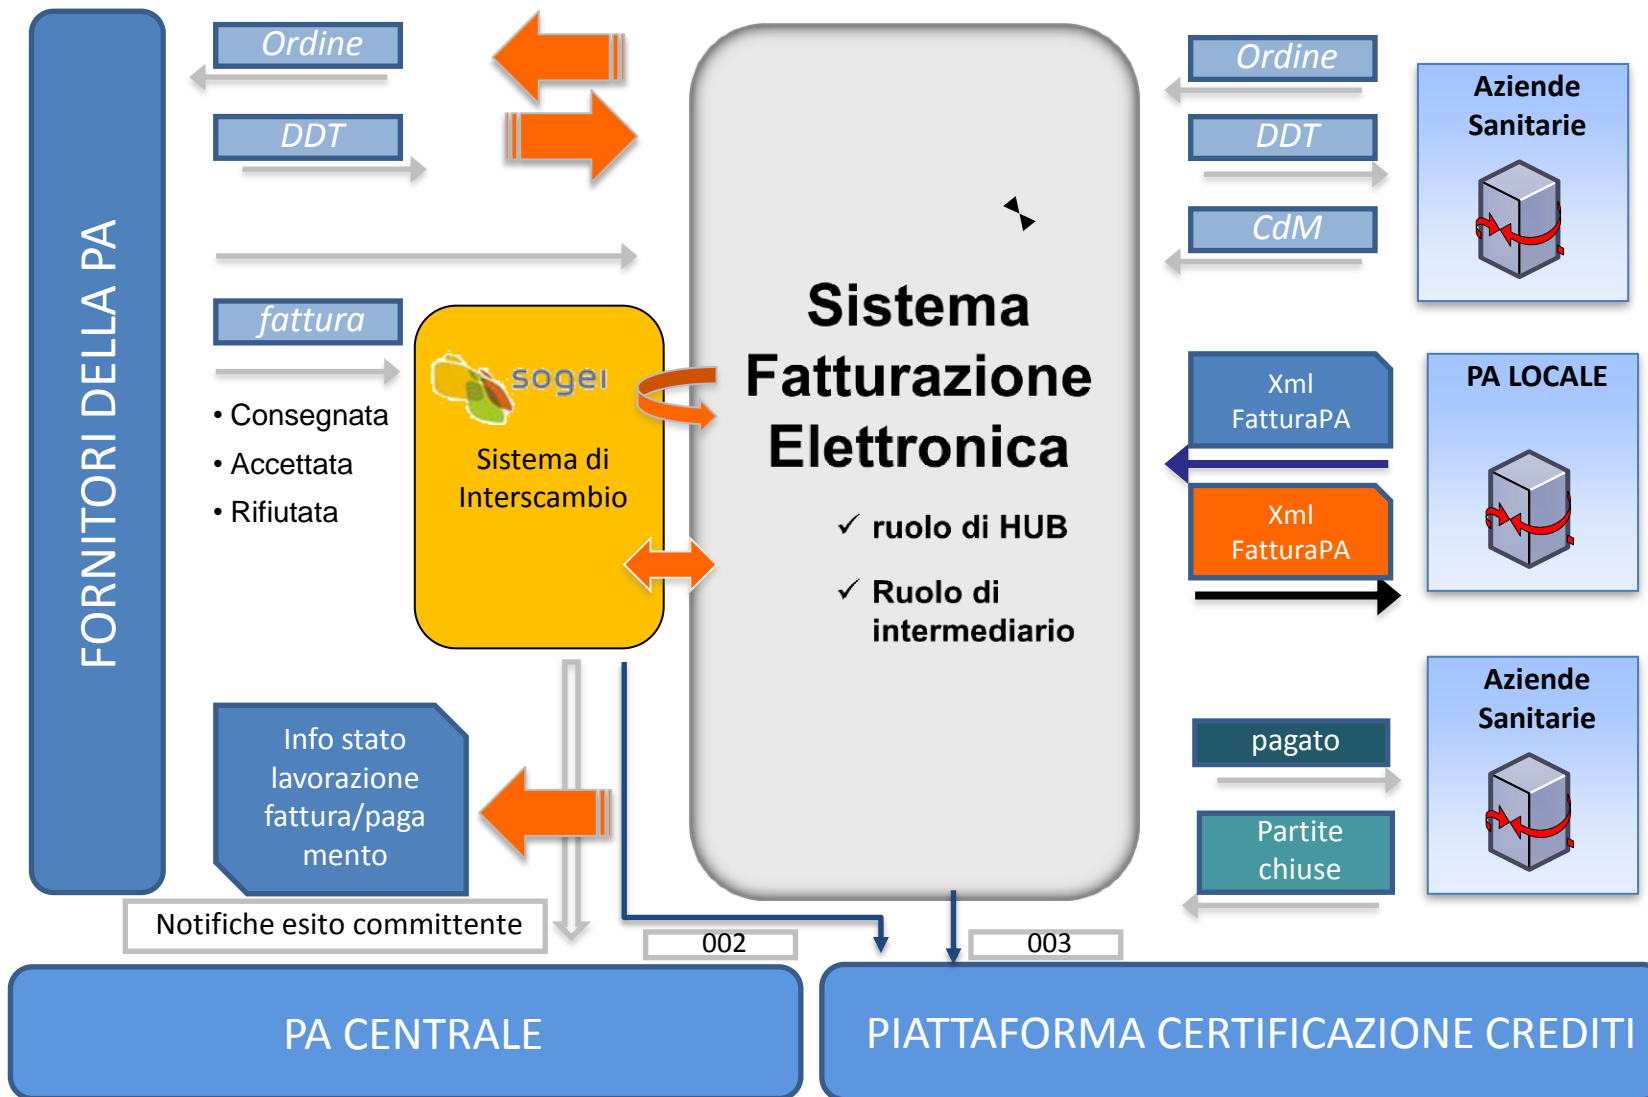 FORNITORI DELLA PA
Ordine
DDT
fattura
• Consegnata
• Accettata
• Rifiutata
sogei
Sistema di
Interscambio
Info stato
lavorazione
fattura/paga
mento
Notifiche esito committente
Sistema
Fatturazione
Elettronica
✓ ruolo di HUB
✓ Ruolo di
intermediario
Ordine
DDT
CdM
Aziende
Sanitarie
Xml
FatturaPA
Xml
FatturaPA
PA LOCALE
pagato
Partite
chiuse
Aziende
Sanitarie
002
003
PA CENTRALE
PIATTAFORMA CERTIFICAZIONE CREDITI